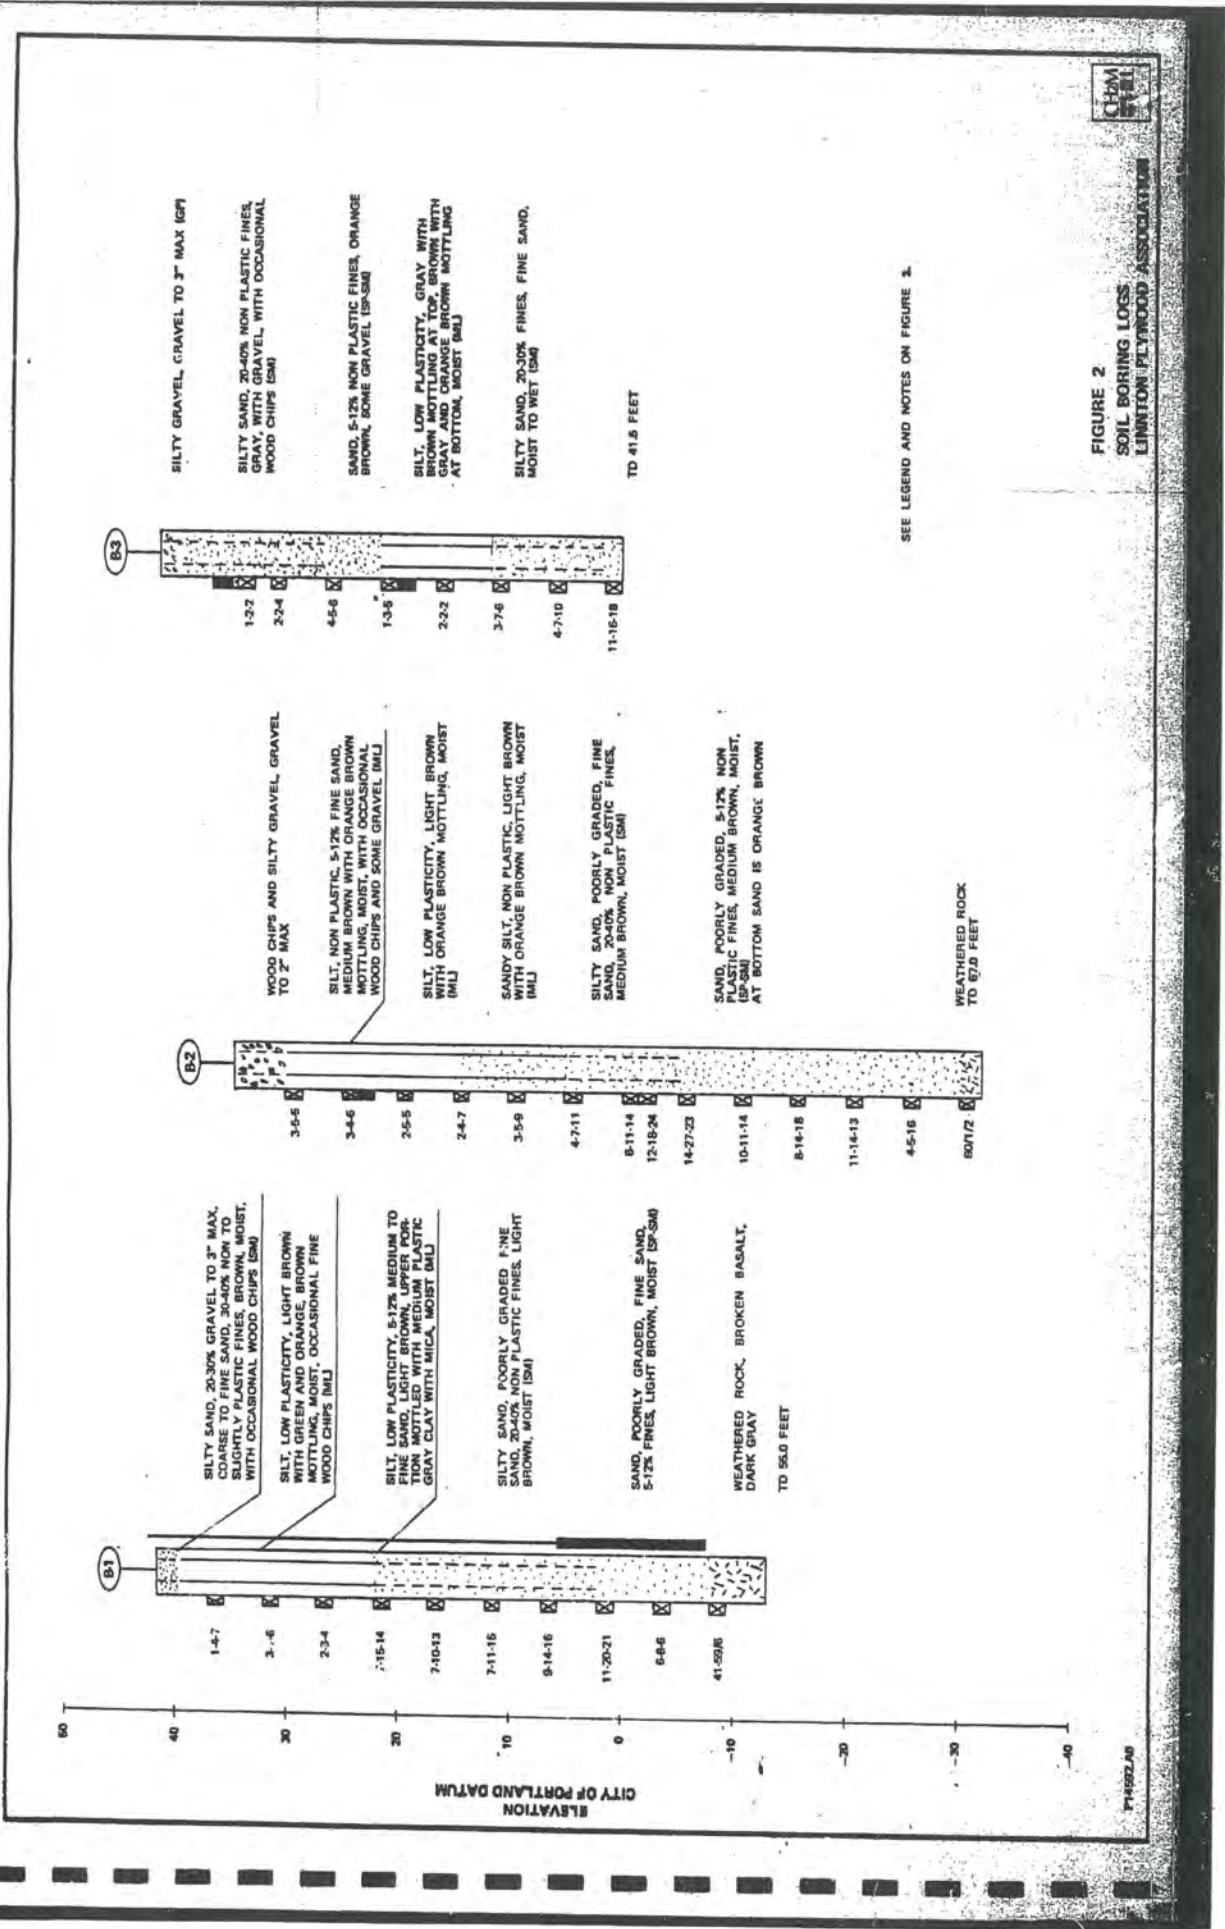 50
40
30
20
10
0
-10
-20
-30
-40
ELEVATION
CITY OF PORTLAND DATUM
B-1
1-4-7
2-3-4
7-10-13
7-11-15
9-14-16
11-20-21
6-8-6
41-59/6
SILTY SAND, 20-30% GRAVEL TO 3" MAX,
COARSE TO FINE SAND, 30-40% NON TO
SLIGHTLY PLASTIC FINES, BROWN, MOIST,
WITH OCCASIONAL WOOD CHIPS (SM)
SILT, LOW PLASTICITY, LIGHT BROWN
WITH GREEN AND ORANGE, BROWN
MOTTLING, MOIST, OCCASIONAL FINE
WOOD CHIPS (ML)
SILT, LOW PLASTICITY, 5-12% MEDIUM TO
FINE SAND, LIGHT BROWN, UPPER POR-
TION MOTTLED WITH MEDIUM PLASTIC
GRAY CLAY WITH MICA, MOIST (ML)
SILTY SAND, POORLY GRADED FINE
SAND, 20-40% NON PLASTIC FINES, LIGHT
BROWN, MOIST (SM)
SAND, POORLY GRADED, FINE SAND,
5-12% FINES, LIGHT BROWN, MOIST (SP-SM)
WEATHERED ROCK, BROKEN BASALT,
DARK GRAY
TO 55.0 FEET
B-2
3-5-5
3-4-6
2-5-5
2-4-7
3-5-9
4-7-11
8-11-14
12-18-24
14-27-23
10-11-14
8-14-18
11-14-13
4-5-16
60/1/2
WOOD CHIPS AND SILTY GRAVEL, GRAVEL
TO 2" MAX
SILT, NON PLASTIC, 5-12% FINE SAND,
MEDIUM BROWN WITH ORANGE BROWN
MOTTLING, MOIST, WITH OCCASIONAL
WOOD CHIPS AND SOME GRAVEL (ML)
SILT, LOW PLASTICITY, LIGHT BROWN
WITH ORANGE BROWN MOTTLING, MOIST
(ML)
SANDY SILT, NON PLASTIC, LIGHT BROWN
WITH ORANGE BROWN MOTTLING, MOIST
(ML)
SILTY SAND, POORLY GRADED, FINE
SAND, 20-40% NON PLASTIC FINES,
MEDIUM BROWN, MOIST (SM)
SAND, POORLY GRADED, 5-12% NON
PLASTIC FINES, MEDIUM BROWN, MOIST,
(SP-SM)
AT BOTTOM SAND IS ORANGE BROWN
WEATHERED ROCK
TO 67.0 FEET
B-3
1-2-2
2-2-4
4-5-6
1-3-5
2-2-2
3-7-6
4-7-10
11-16-18
SILTY GRAVEL, GRAVEL TO 3" MAX (GP)
SILTY SAND, 20-40% NON PLASTIC FINES,
GRAY, WITH GRAVEL, WITH OCCASIONAL
WOOD CHIPS (SM)
SAND, 5-12% NON PLASTIC FINES, ORANGE
BROWN, SOME GRAVEL (SP-SM)
SILT, LOW PLASTICITY, GRAY WITH
BROWN MOTTLING AT TOP, BROWN WITH
GRAY AND ORANGE BROWN MOTTLING
AT BOTTOM, MOIST (ML)
SILTY SAND, 20-30% FINES, FINE SAND,
MOIST TO WET (SM)
TO 41.5 FEET
SEE LEGEND AND NOTES ON FIGURE
FIGURE 2
SOIL BORING LOGS
LINNTON PLYWOOD ASSOCIATION
CH2M
HILL
P14592.A0